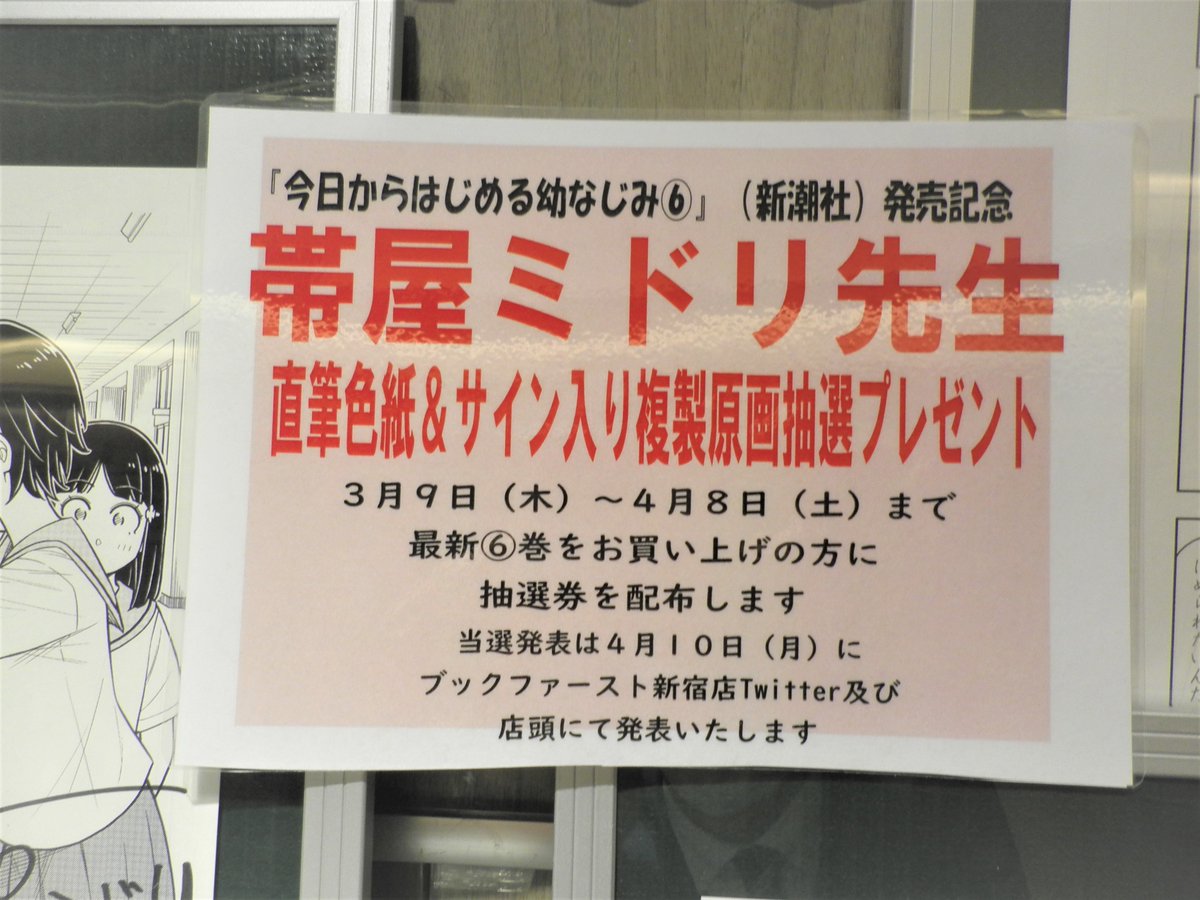 『今日からはじめる幼なじみ⑥』（新潮社）発売記念
帯屋ミドリ先生
直筆色紙＆サイン入り複製原画抽選プレゼント
３月９日（木）～４月８日（土）まで
最新⑥巻をお買い上げの方に
抽選券を配布します
当選発表は４月１０日（月）に
ブックファースト新宿店Twitter及び
店頭にて発表いたします